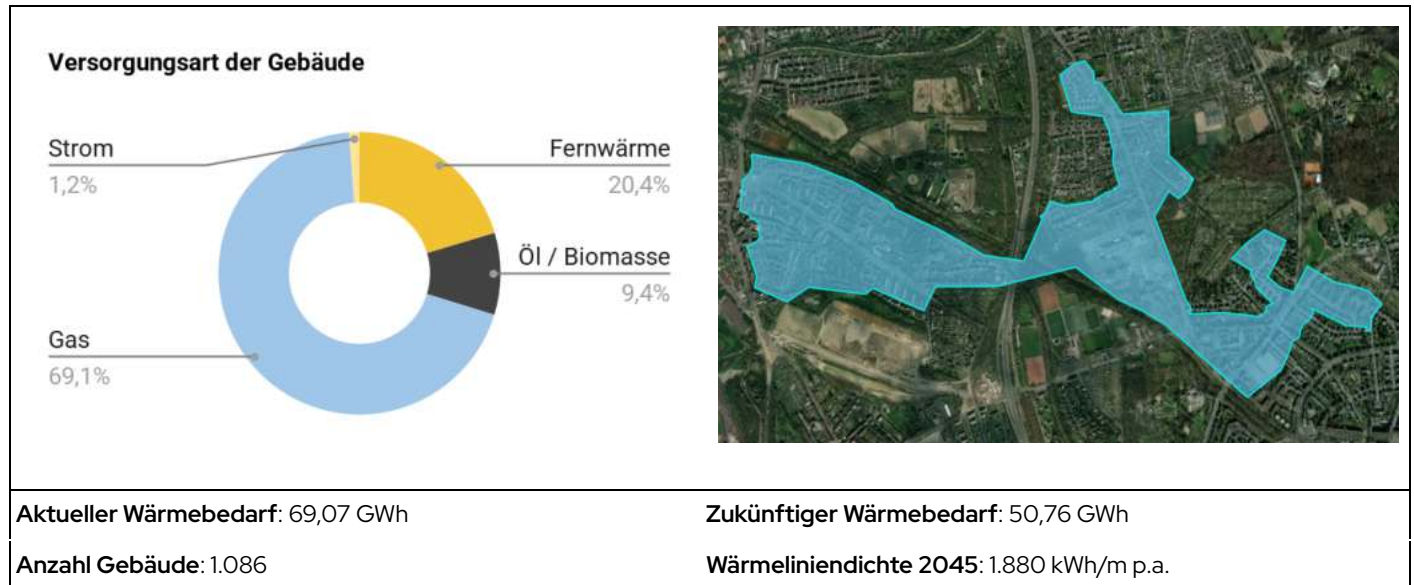 Versorgungsart der Gebäude
Strom
1,2%
Fernwärme
20,4%
Öl / Biomasse
9,4%
Gas
69,1%
Aktueller Wärmebedarf: 69,07 GWh
Zukünftiger Wärmebedarf: 50,76 GWh
Anzahl Gebäude: 1.086
Wärmeliniendichte 2045: 1.880 kWh/m p.a.